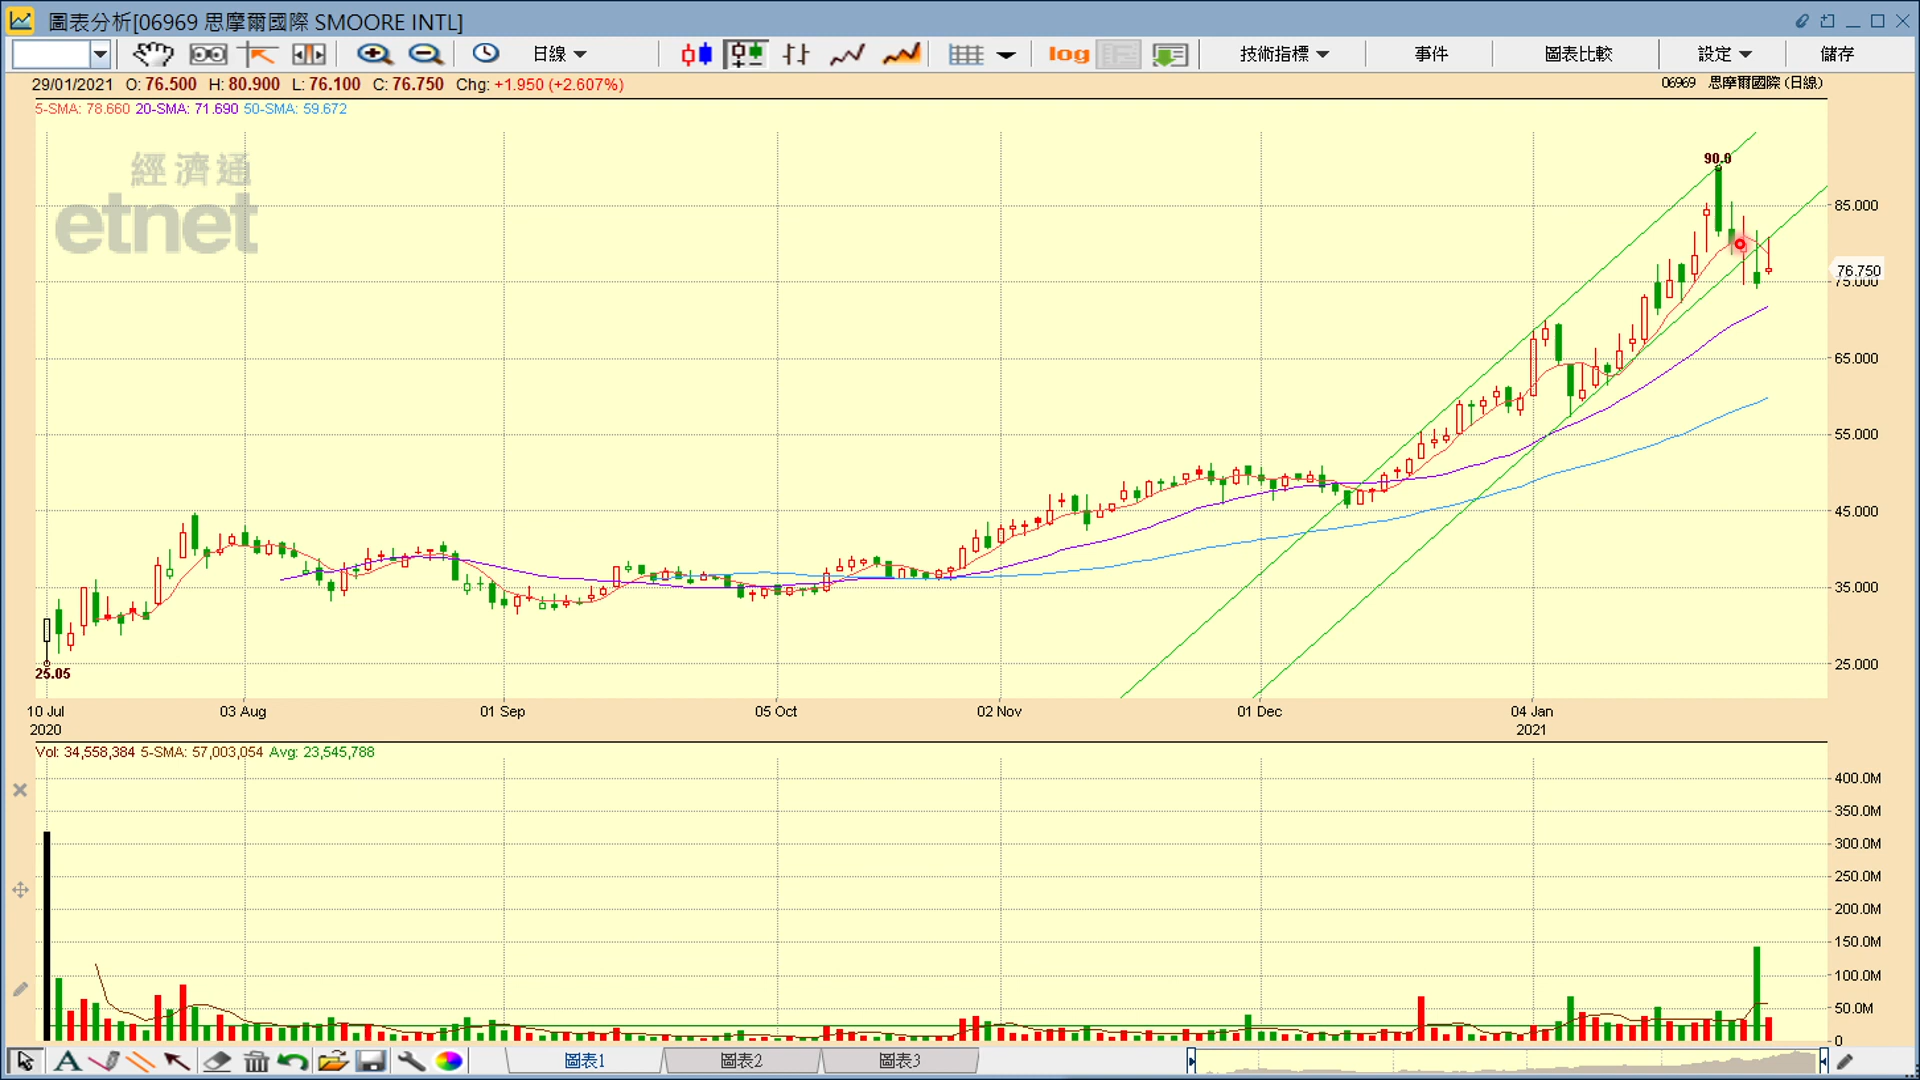 圖表分析[06969 思摩爾國際 SMOORE INTL]
日線 log 技術指標 事件 圖表比較 設定 儲存
29/01/2021 O: 76.500 H: 80.900 L: 76.100 C: 76.750 Chg: +1.950 (+2.607%) 06969 思摩爾國際 (日線)
5-SMA: 78.660 20-SMA: 71.690 50-SMA: 59.672
經濟通
etnet
90.0
85.000
76.750
75.000
65.000
55.000
45.000
35.000
25.000
25.05
10 Jul 03 Aug 01 Sep 05 Oct 02 Nov 01 Dec 04 Jan
2020 2021
Vol: 34,558,384 5-SMA: 57,003,054 Avg: 23,545,788
400.0M
350.0M
300.0M
250.0M
200.0M
150.0M
100.0M
50.0M
0
A 圖表1 圖表2 圖表3